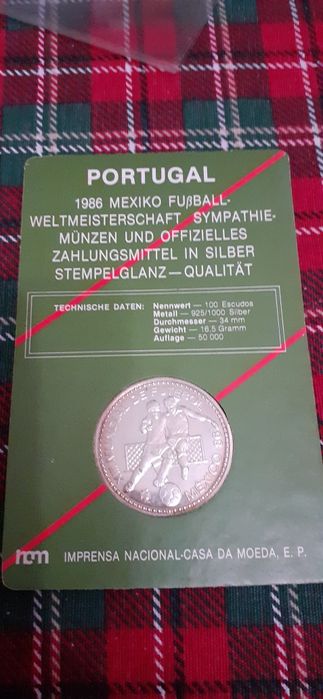 PORTUGAL
1986 MEXIKO FUßBALL-
WELTMEISTERSCHAFT SYMPATHIE-
MÜNZEN UND OFFIZIELLES
ZAHLUNGSMITTEL IN SILBER
STEMPELGLANZ — QUALITÄT
TECHNISCHE DATEN: Nennwert — 100 Escudos
Metall — 925/1000 Silber
Durchmesser — 34 mm
Gewicht — 16,5 Gramm
Auflage — 50 000
MEXICO 86
INCM IMPRENSA NACIONAL-CASA DA MOEDA, E. P.